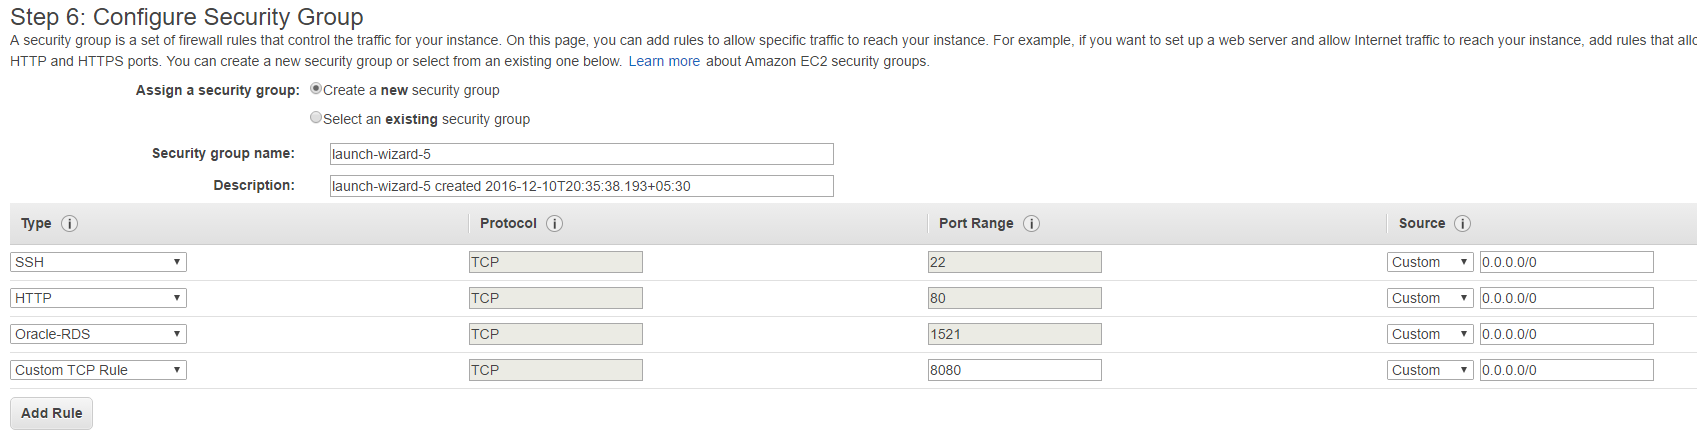 Step 6: Configure Security Group
A security group is a set of firewall rules that control the traffic for your instance. On this page, you can add rules to allow specific traffic to reach your instance. For example, if you want to set up a web server and allow Internet traffic to reach your instance, add rules that allo
HTTP and HTTPS ports. You can create a new security group or select from an existing one below. Learn more about Amazon EC2 security groups.
Assign a security group: Create a new security group
Select an existing security group
Security group name: launch-wizard-5
Description: launch-wizard-5 created 2016-12-10T20:35:38.193+05:30
Type i Protocol i Port Range i Source i
SSH TCP 22 Custom 0.0.0.0/0
HTTP TCP 80 Custom 0.0.0.0/0
Oracle-RDS TCP 1521 Custom 0.0.0.0/0
Custom TCP Rule TCP 8080 Custom 0.0.0.0/0
Add Rule